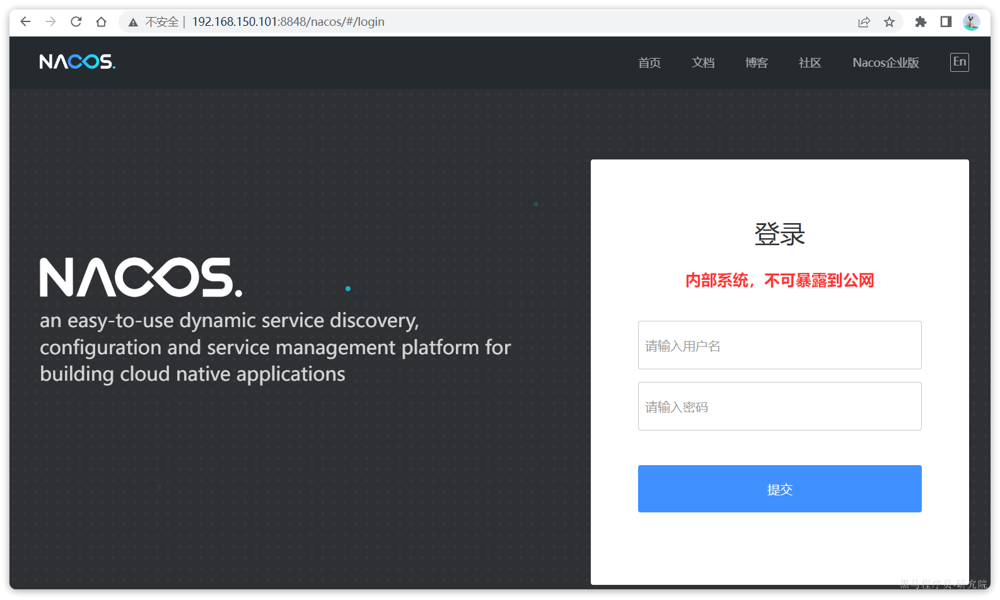 不安全 | 192.168.150.101:8848/nacos/#/login
NACOS.
首页 文档 博客 社区 Nacos企业版 En
登录
内部系统，不可暴露到公网
NACOS.
an easy-to-use dynamic service discovery,
configuration and service management platform for
building cloud native applications
请输入用户名
请输入密码
提交
黑马程序员-研究院